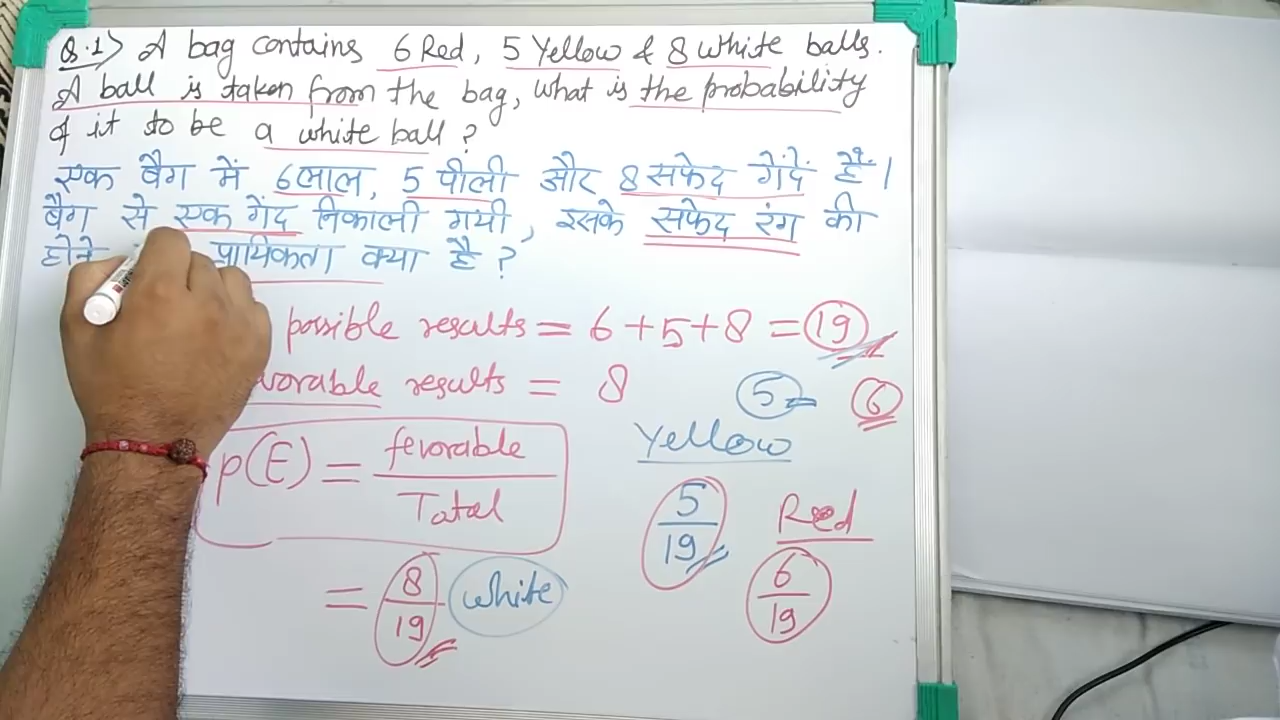 Q.1> A bag contains 6 Red, 5 Yellow & 8 White balls.
A ball is taken from the bag, what is the probability
of it to be a white ball?
एक बैग में 6 लाल, 5 पीली और 8 सफेद गेंदें हैं।
बैग से एक गेंद निकाली गयी, इसके सफेद रंग की
होने प्रायिकता क्या है?
possible results = 6+5+8 = 19
vorable results = 8
5 6
P(E) = fevorable / Total
Yellow
5/19
Red
6/19
= 8/19 white